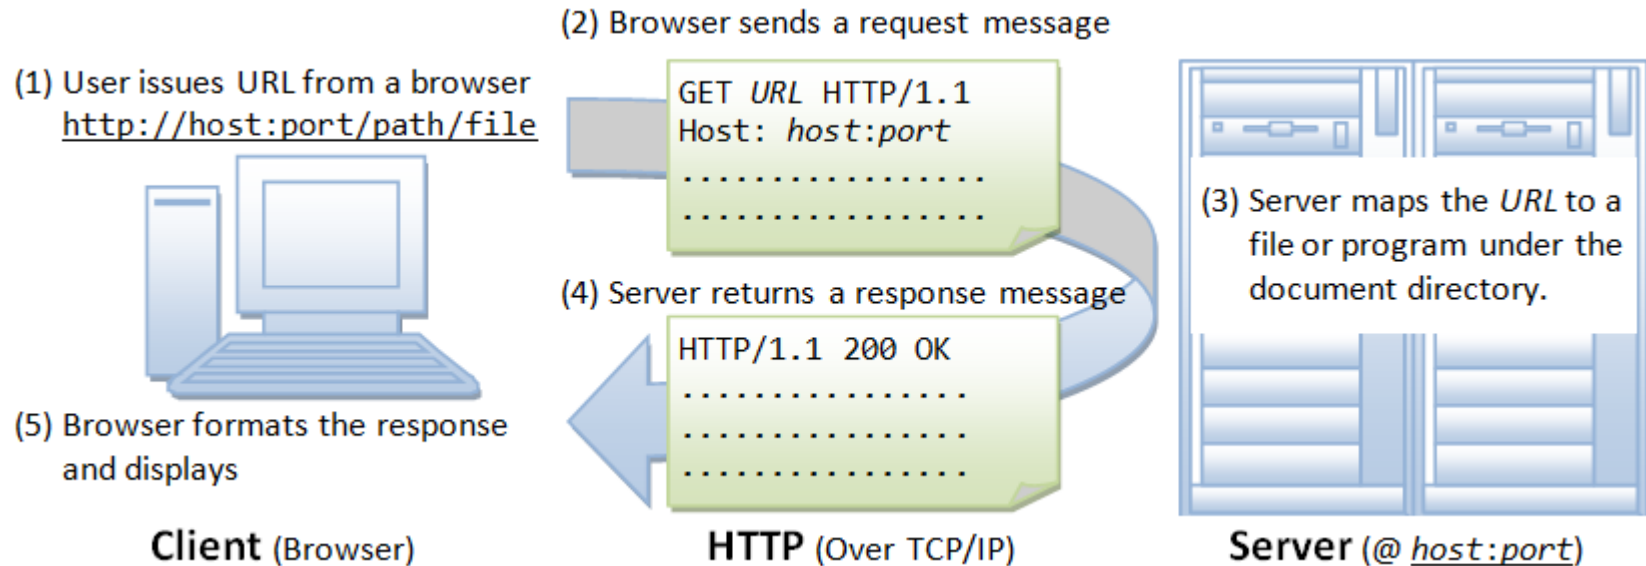 (1) User issues URL from a browser
http://host:port/path/file
(2) Browser sends a request message
GET URL HTTP/1.1
Host: host:port
..................
..................
(3) Server maps the URL to a
file or program under the
document directory.
(4) Server returns a response message
HTTP/1.1 200 OK
.................
.................
.................
(5) Browser formats the response
and displays
Client (Browser)
HTTP (Over TCP/IP)
Server (@ host:port)